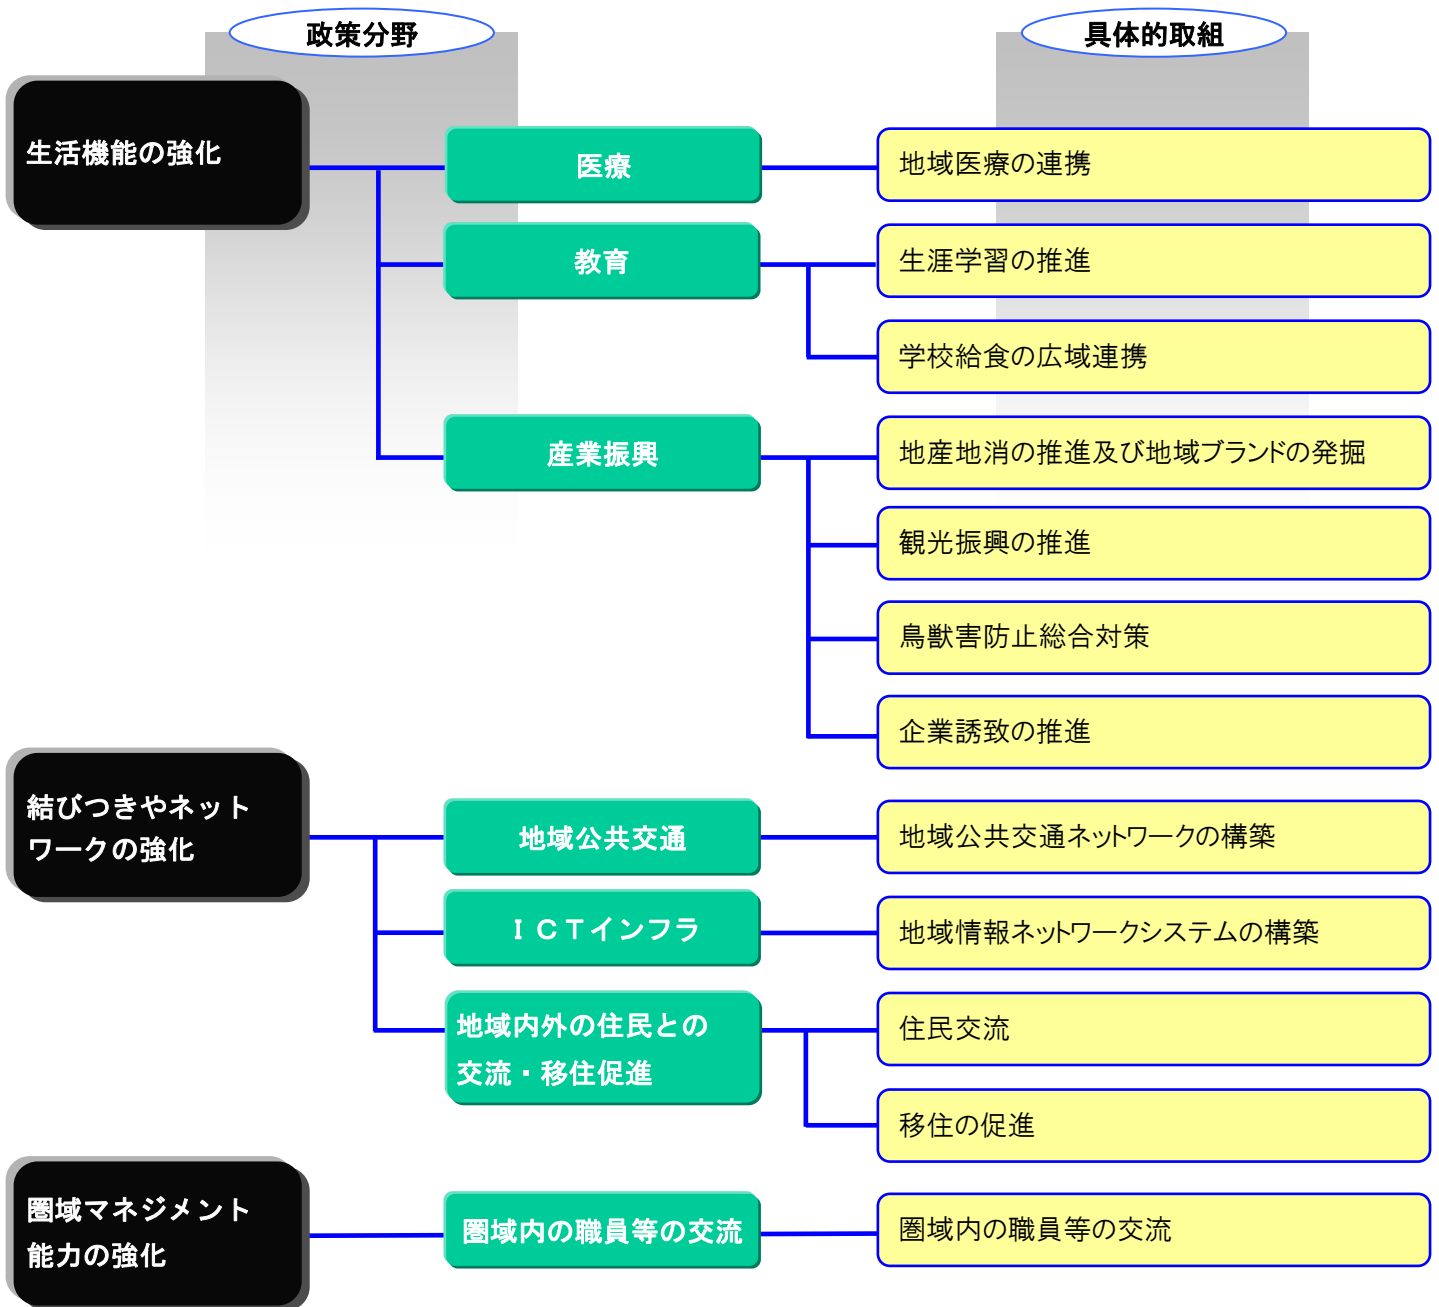 政策分野
具体的取組
生活機能の強化
医療
地域医療の連携
教育
生涯学習の推進
学校給食の広域連携
産業振興
地産地消の推進及び地域ブランドの発掘
観光振興の推進
鳥獣害防止総合対策
企業誘致の推進
結びつきやネット
ワークの強化
地域公共交通
地域公共交通ネットワークの構築
ＩＣＴインフラ
地域情報ネットワークシステムの構築
地域内外の住民との
交流・移住促進
住民交流
移住の促進
圏域マネジメント
能力の強化
圏域内の職員等の交流
圏域内の職員等の交流